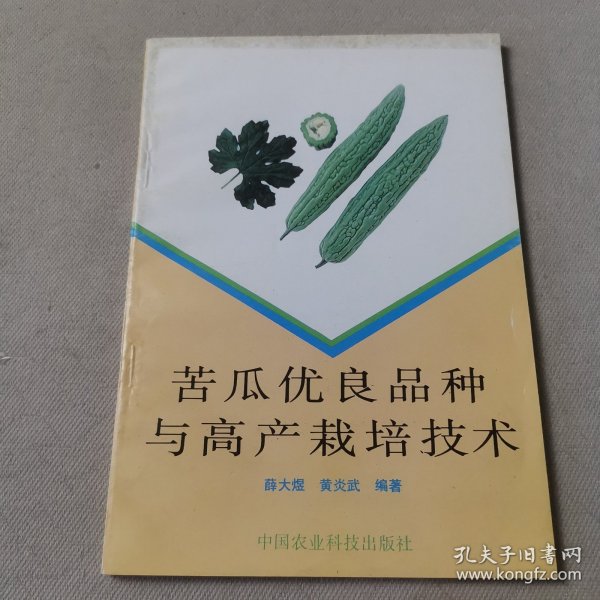 苦瓜优良品种
与高产栽培技术
薛大煜 黄炎武 编著
中国农业科技出版社
孔夫子旧书网
www.kongfz.com